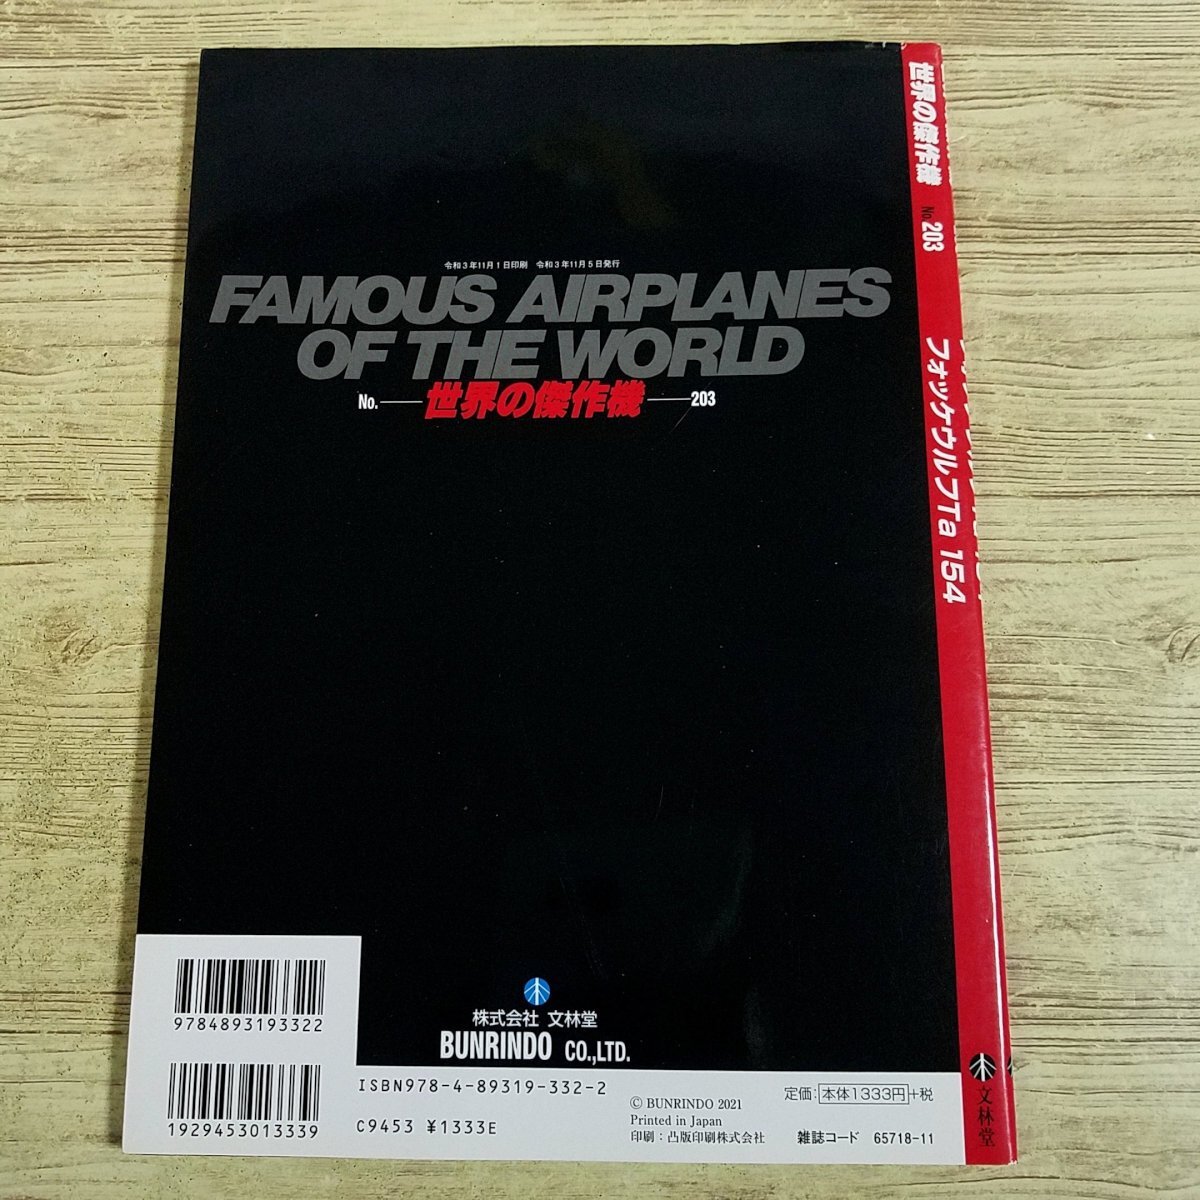 令和3年11月1日印刷 令和3年11月5日発行
FAMOUS AIRPLANES
OF THE WORLD
No. 世界の傑作機 203
株式会社 文林堂
BUNRINDO CO.,LTD.
9784893193322
1929453013339
ISBN978-4-89319-332-2
C9453 ¥1333E
© BUNRINDO 2021
Printed in Japan
印刷:凸版印刷株式会社
定価:本体1333円+税
雑誌コード 65718-11
世界の傑作機 No.203 フォッケウルフTa 154 文林堂